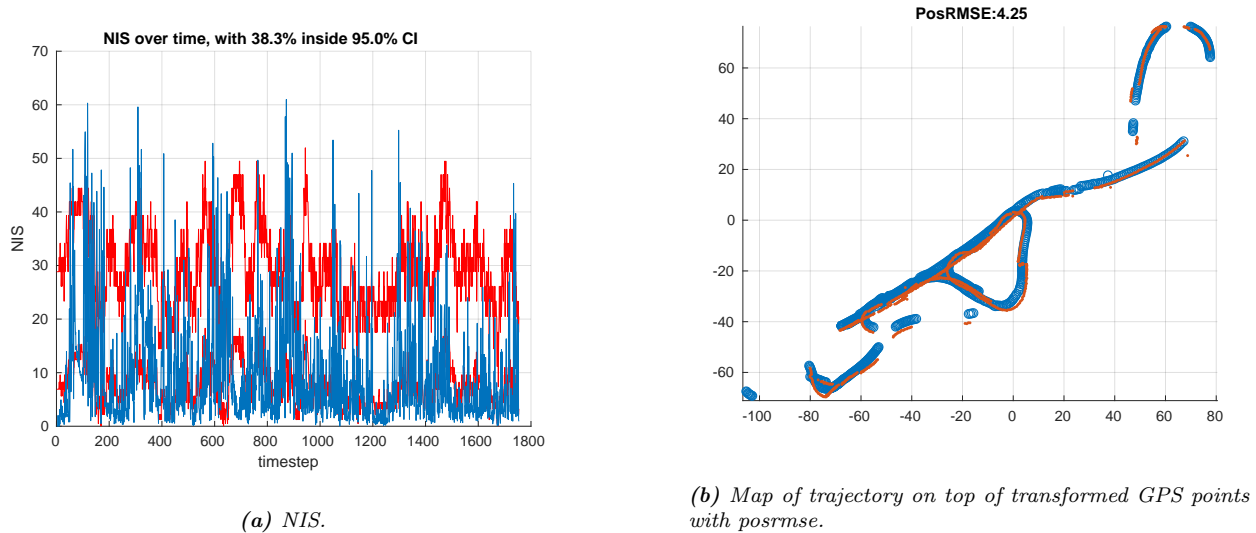 NIS over time, with 38.3% inside 95.0% CI
70
60
50
40
30
20
10
0
NIS
0 200 400 600 800 1000 1200 1400 1600 1800
timestep
(a) NIS.
PosRMSE:4.25
60
40
20
0
-20
-40
-60
-100 -80 -60 -40 -20 0 20 40 60 80
(b) Map of trajectory on top of transformed GPS points
with posrmse.